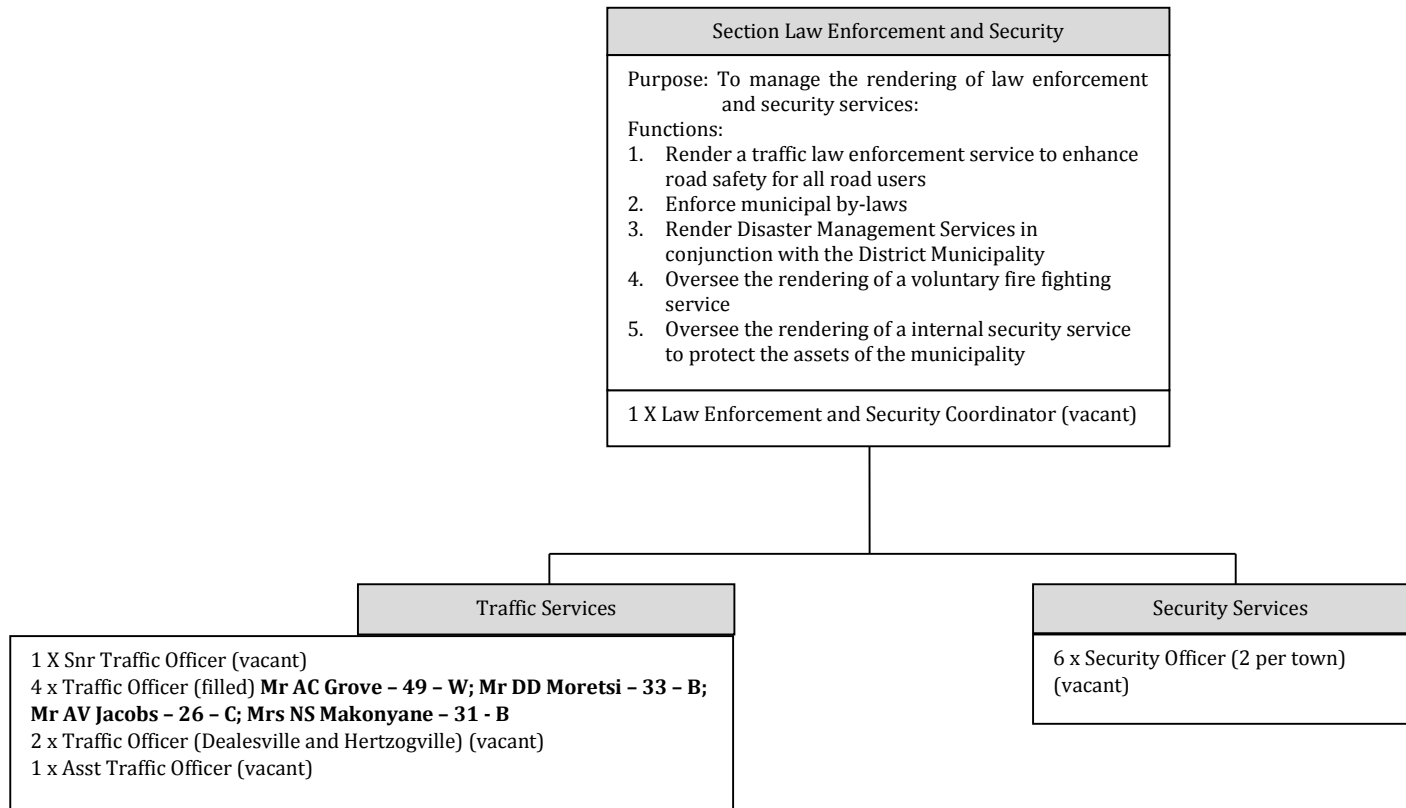 Section Law Enforcement and Security
Purpose: To manage the rendering of law enforcement
and security services:
Functions:
1. Render a traffic law enforcement service to enhance
road safety for all road users
2. Enforce municipal by-laws
3. Render Disaster Management Services in
conjunction with the District Municipality
4. Oversee the rendering of a voluntary fire fighting
service
5. Oversee the rendering of a internal security service
to protect the assets of the municipality
1 X Law Enforcement and Security Coordinator (vacant)
Traffic Services
1 X Snr Traffic Officer (vacant)
4 x Traffic Officer (filled) Mr AC Grove – 49 – W; Mr DD Moretsi – 33 – B;
Mr AV Jacobs – 26 – C; Mrs NS Makonyane – 31 - B
2 x Traffic Officer (Dealesville and Hertzogville) (vacant)
1 x Asst Traffic Officer (vacant)
Security Services
6 x Security Officer (2 per town)
(vacant)